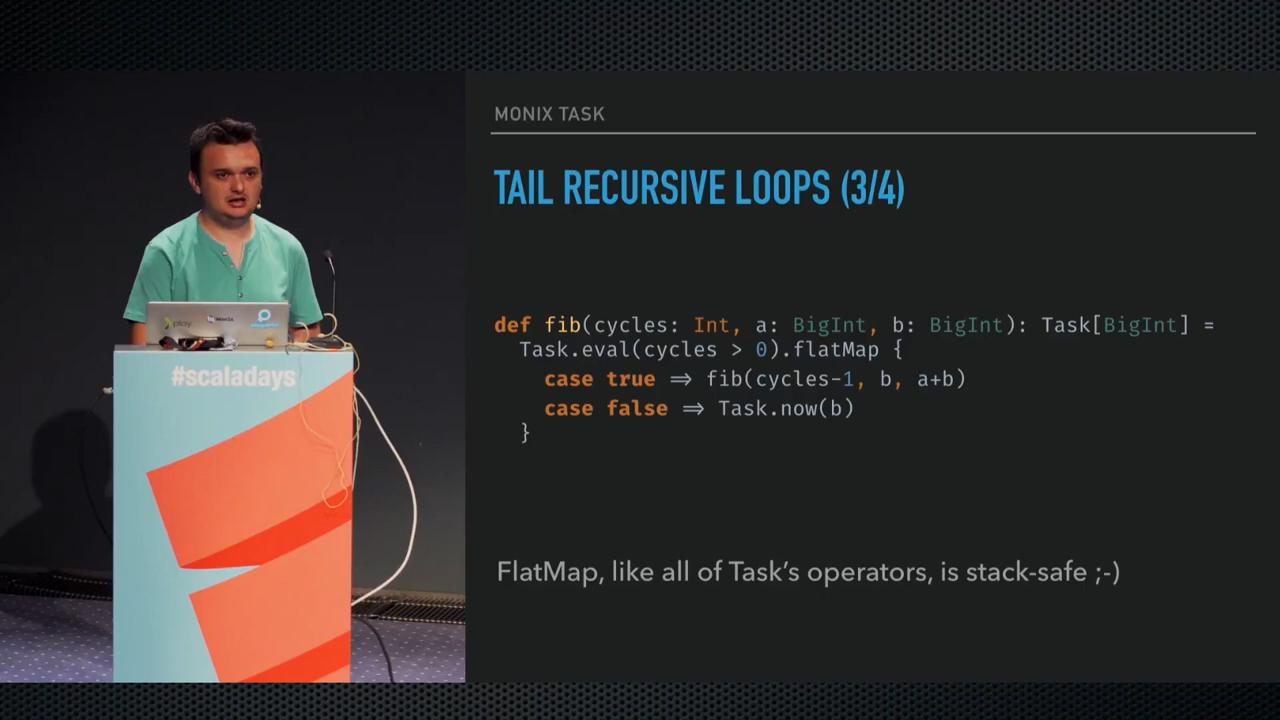 MONIX TASK
TAIL RECURSIVE LOOPS (3/4)
def fib(cycles: Int, a: BigInt, b: BigInt): Task[BigInt] =
Task.eval(cycles > 0).flatMap {
case true ⇒ fib(cycles-1, b, a+b)
case false ⇒ Task.now(b)
}
FlatMap, like all of Task's operators, is stack-safe ;-)
play
Monix
#scaladays